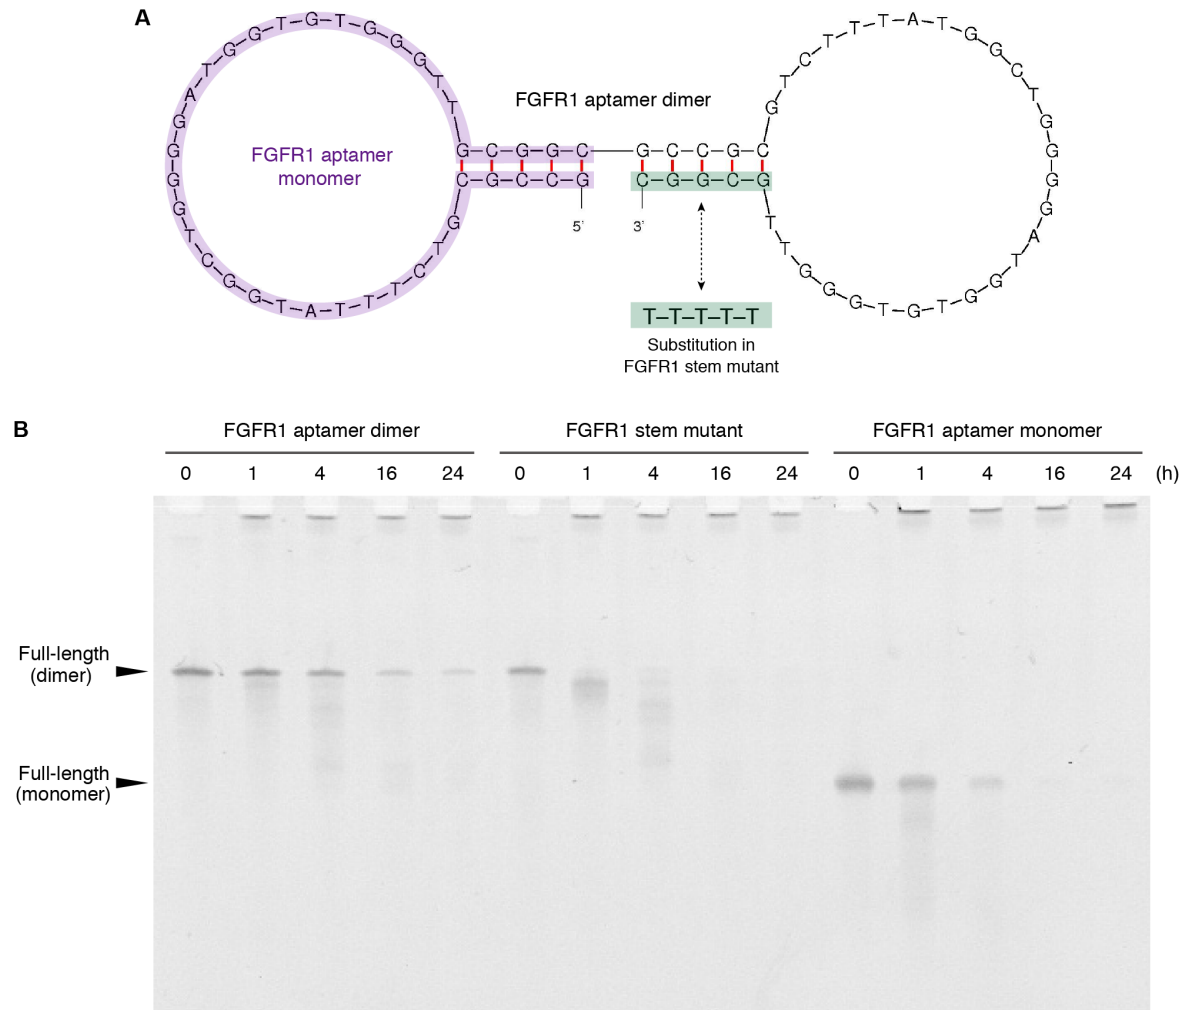 A
T–G–G–T–G–T–G–G–G–T–T
A–G–G–G–G–T–C–G–G–T–A–T–T–T–C–T–G
FGFR1 aptamer
monomer
FGFR1 aptamer dimer
G–C–G–G–C
G–C–C–G–C
C–G–C–C–G
C–G–G–C–G
5'
3'
G–T–C–T–T–T–A–T–G–G–C–T–G–G–G–G–A–T–G–G–T–G–T–G–G–G–T–T
T–T–T–T–T
Substitution in
FGFR1 stem mutant
B
FGFR1 aptamer dimer
FGFR1 stem mutant
FGFR1 aptamer monomer
0 1 4 16 24 0 1 4 16 24 0 1 4 16 24 (h)
Full-length
(dimer)
Full-length
(monomer)